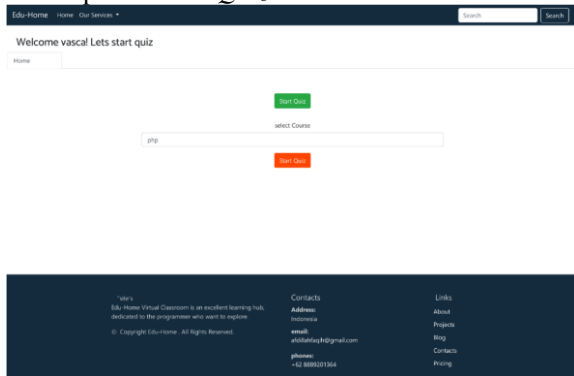 Edu-Home Home Our Services Search Search
Welcome vasca! Lets start quiz
Home
Start Quiz
select Course
php
Start Quiz
Edu-Home Virtual Classroom is an excellent learning hub,
dedicated to the programmer who want to explore
© Copyright Edu-Home . All Rights Reserved.
Contacts
Address:
Indonesia
email:
phones:
+62 8889201364
Links
About
Projects
Blog
Contacts
Pricing